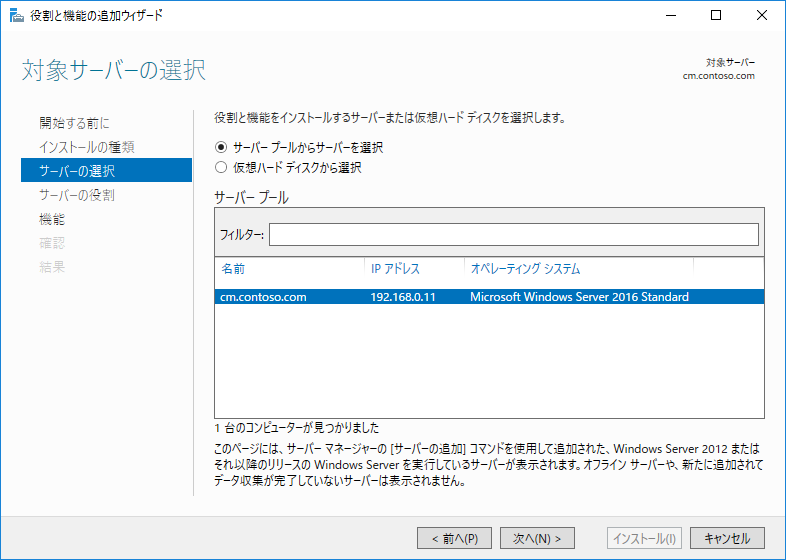 役割と機能の追加ウィザード
対象サーバーの選択
対象サーバー
cm.contoso.com
開始する前に
インストールの種類
サーバーの選択
サーバーの役割
機能
確認
結果
役割と機能をインストールするサーバーまたは仮想ハード ディスクを選択します。
サーバー プールからサーバーを選択
仮想ハード ディスクから選択
サーバー プール
フィルター:
名前 IP アドレス オペレーティング システム
cm.contoso.com 192.168.0.11 Microsoft Windows Server 2016 Standard
1 台のコンピューターが見つかりました
このページには、サーバー マネージャーの [サーバーの追加] コマンドを使用して追加された、Windows Server 2012 または
それ以降のリリースの Windows Server を実行しているサーバーが表示されます。オフライン サーバーや、新たに追加されて
データ収集が完了していないサーバーは表示されません。
< 前へ(P) 次へ(N) > インストール(I) キャンセル